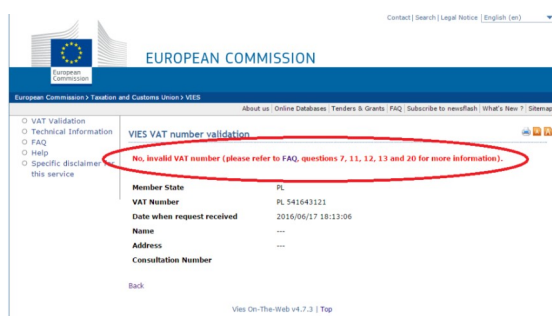 Contact | Search | Legal Notice | English (en)
European
Commission
EUROPEAN COMMISSION
European Commission > Taxation and Customs Union > VIES
About us | Online Databases | Tenders & Grants | FAQ | Subscribe to newsflash | What's New ? | Sitemap
VAT Validation
Technical Information
FAQ
Help
Specific disclaimer for
this service
VIES VAT number validation
No, invalid VAT number (please refer to FAQ, questions 7, 11, 12, 13 and 20 for more information).
Member State PL
VAT Number PL 541643121
Date when request received 2016/06/17 18:13:06
Name ---
Address ---
Consultation Number
Back
Vies On-The-Web v4.7.3 | Top